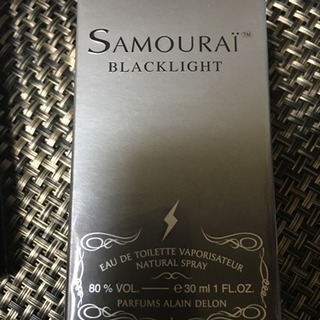 SAMOURAÏ™
BLACKLIGHT
EAU DE TOILETTE VAPORISATEUR
NATURAL SPRAY
80 % VOL. ℮ 30 ml 1 FL.OZ.
PARFUMS ALAIN DELON